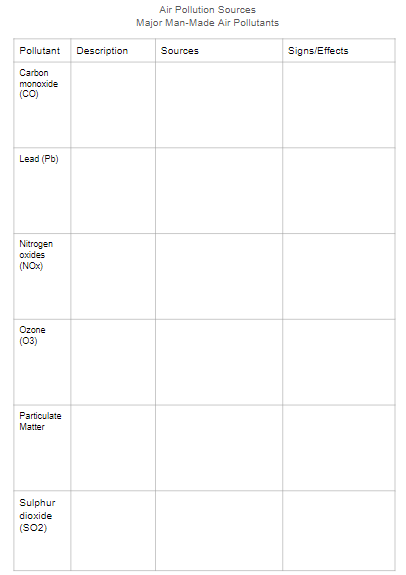 Air Pollution Sources
Major Man-Made Air Pollutants
Pollutant Description Sources Signs/Effects
Carbon
monoxide
(CO)
Lead (Pb)
Nitrogen
oxides
(NOx)
Ozone
(O3)
Particulate
Matter
Sulphur
dioxide
(SO2)